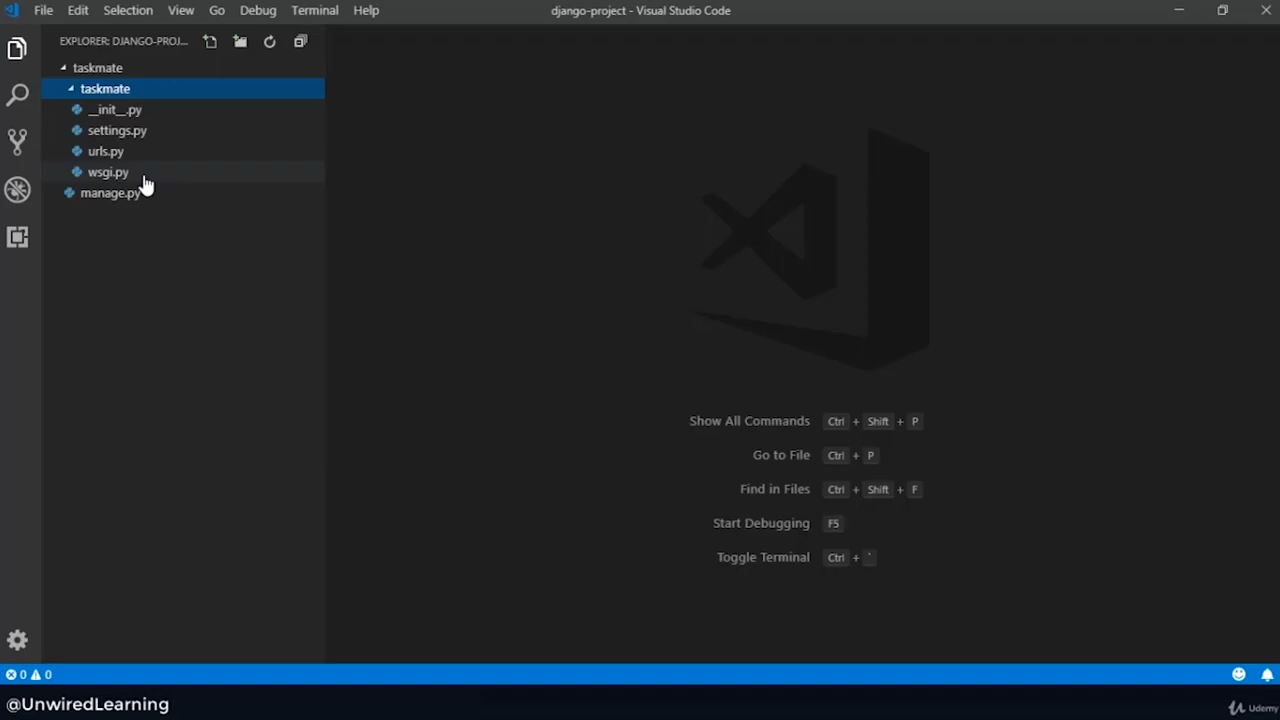 File Edit Selection View Go Debug Terminal Help
django-project - Visual Studio Code
EXPLORER: DJANGO-PROJ...
taskmate
taskmate
__init__.py
settings.py
urls.py
wsgi.py
manage.py
Show All Commands Ctrl + Shift + P
Go to File Ctrl + P
Find in Files Ctrl + Shift + F
Start Debugging F5
Toggle Terminal Ctrl + `
0 0
@UnwiredLearning
Udemy